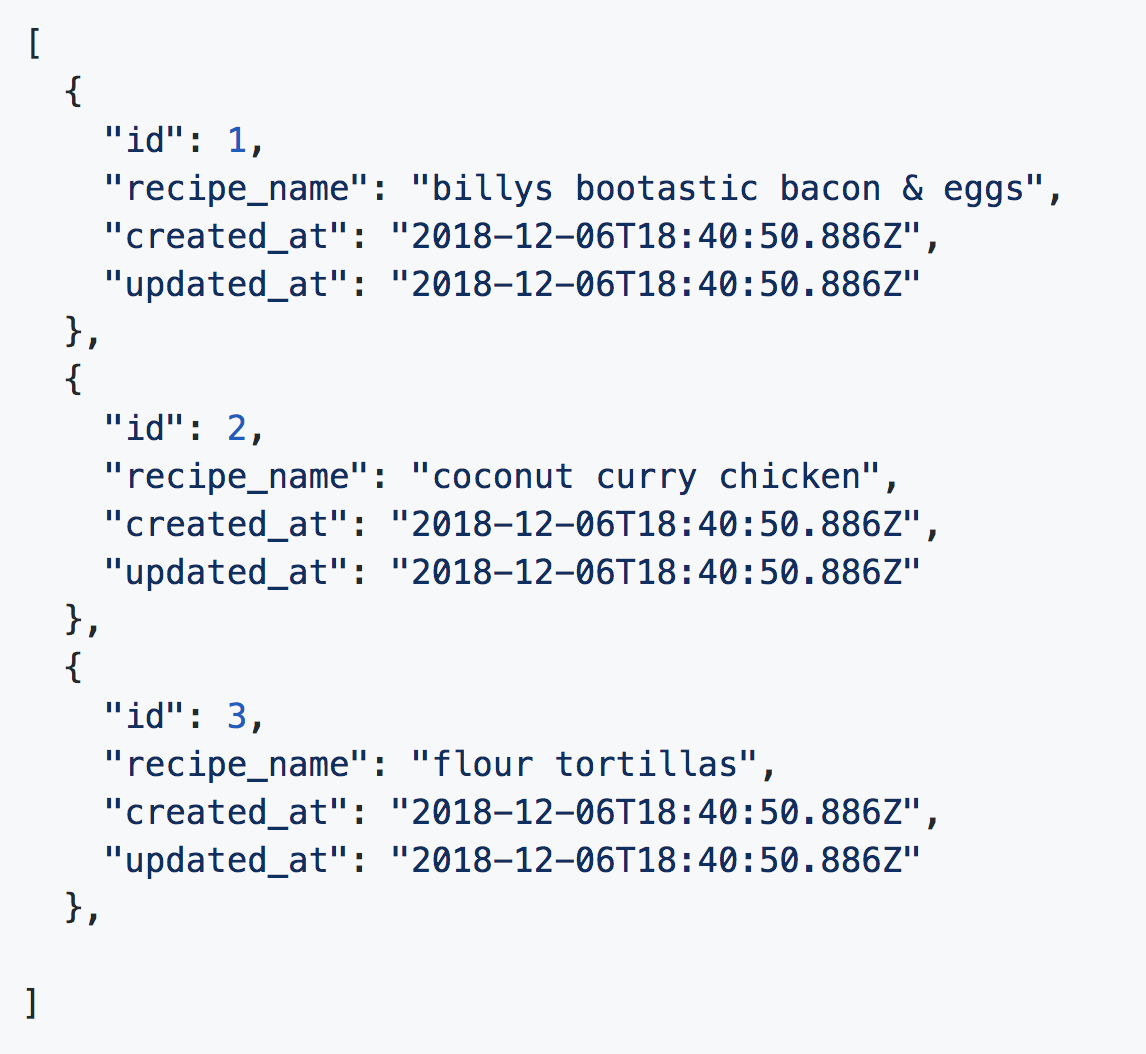 [
  {
    "id": 1,
    "recipe_name": "billys bootastic bacon & eggs",
    "created_at": "2018-12-06T18:40:50.886Z",
    "updated_at": "2018-12-06T18:40:50.886Z"
  },
  {
    "id": 2,
    "recipe_name": "coconut curry chicken",
    "created_at": "2018-12-06T18:40:50.886Z",
    "updated_at": "2018-12-06T18:40:50.886Z"
  },
  {
    "id": 3,
    "recipe_name": "flour tortillas",
    "created_at": "2018-12-06T18:40:50.886Z",
    "updated_at": "2018-12-06T18:40:50.886Z"
  },

]